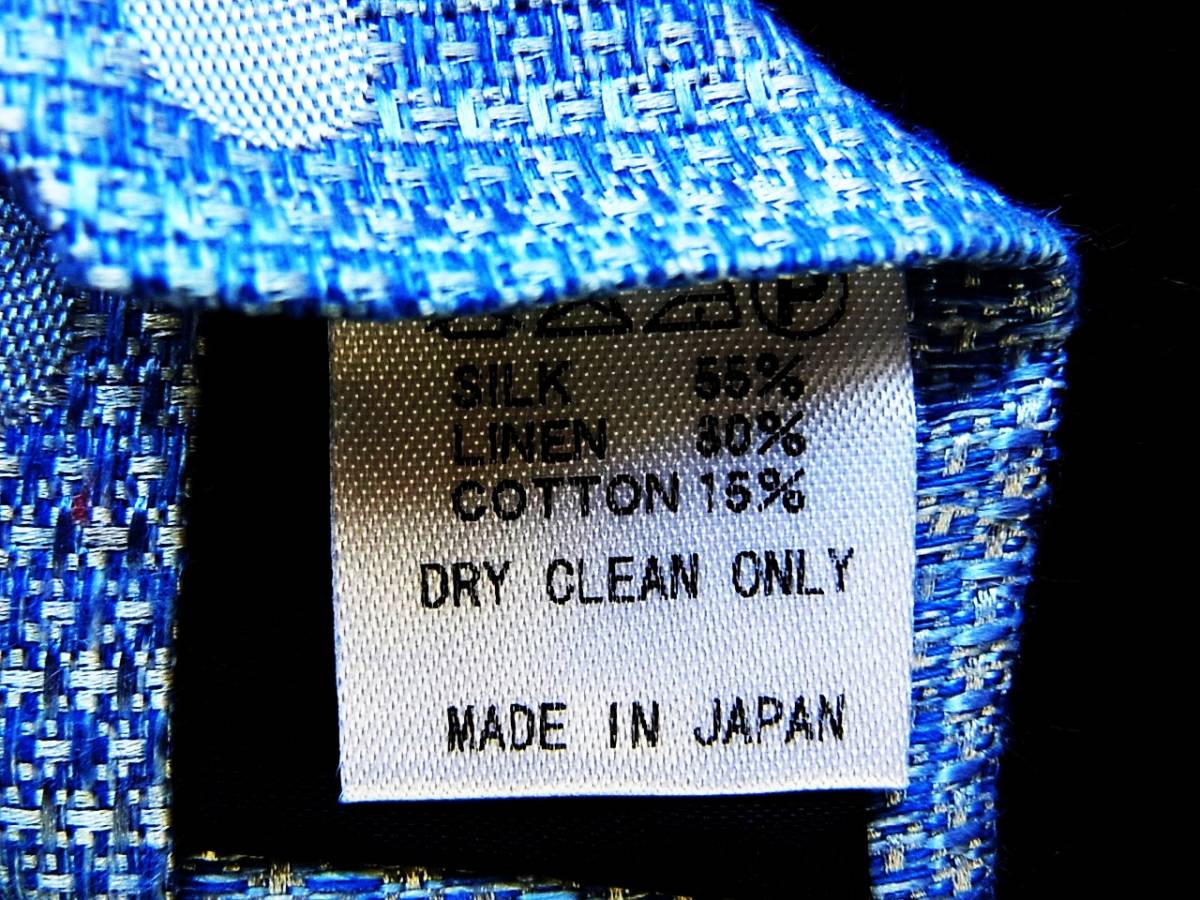 P
SILK 55%
LINEN 30%
COTTON 15%
DRY CLEAN ONLY
MADE IN JAPAN